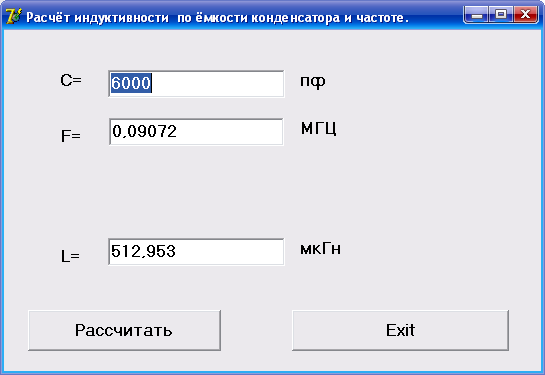 Расчёт индуктивности по ёмкости конденсатора и частоте.
C= 6000 пф
F= 0,09072 МГЦ
L= 512,953 мкГн
Рассчитать Exit